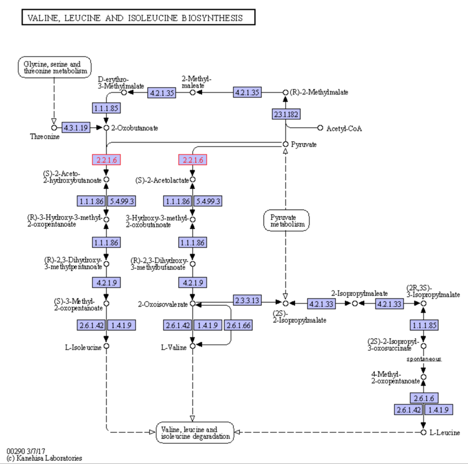 VALINE, LEUCINE AND ISOLEUCINE BIOSYNTHESIS
Glycine, serine and
threonine metabolism
D-erythro-
3-Methylmalate
2-Methyl-
maleate
4.2.1.35
4.2.1.35
(R)-2-Methylmalate
1.1.1.85
2.3.1.182
4.3.1.19
2-Oxobutanoate
Acetyl-CoA
Threonine
Pyruvate
2.2.1.6
2.2.1.6
(S)-2-Aceto-
2-hydroxybutanoate
(S)-2-Acetolactate
1.1.1.86
5.4.99.3
1.1.1.86
5.4.99.3
(R)-3-Hydroxy-3-methyl-
2-oxopentanoate
3-Hydroxy-3-methyl-
2-oxobutanoate
Pyruvate
metabolism
1.1.1.86
1.1.1.86
(R)-2,3-Dihydroxy-
3-methylpentanoate
(R)-2,3-Dihydroxy-
3-methylbutanoate
4.2.1.9
4.2.1.9
(S)-3-Methyl-
2-oxopentanoate
2-Oxoisovalerate
2.3.3.13
2-Isopropylmaleate
(2R,3S)-
3-Isopropylmalate
4.2.1.33
4.2.1.33
(2S)-
2-Isopropylmalate
2.6.1.42
1.4.1.9
2.6.1.42
1.4.1.9
2.6.1.66
1.1.1.85
L-Isoleucine
L-Valine
(2S)-2-Isopropyl-
3-oxosuccinate
spontaneous
4-Methyl-
2-oxopentanoate
2.6.1.6
2.6.1.42
1.4.1.9
Valine, leucine and
isoleucine degradation
L-Leucine
00290 3/7/17
(c) Kanehisa Laboratories